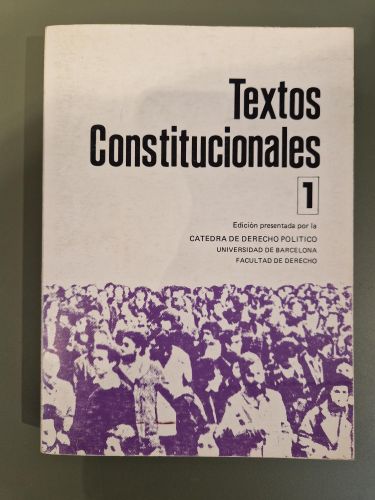 Textos
Constitucionales
1
Edición presentada por la
CATEDRA DE DERECHO POLITICO
UNIVERSIDAD DE BARCELONA
FACULTAD DE DERECHO